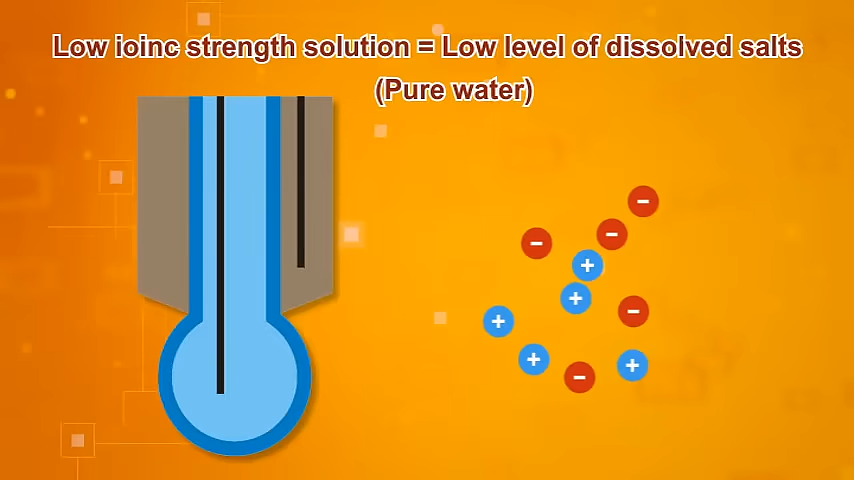 Low ioinc strength solution = Low level of dissolved salts
(Pure water)